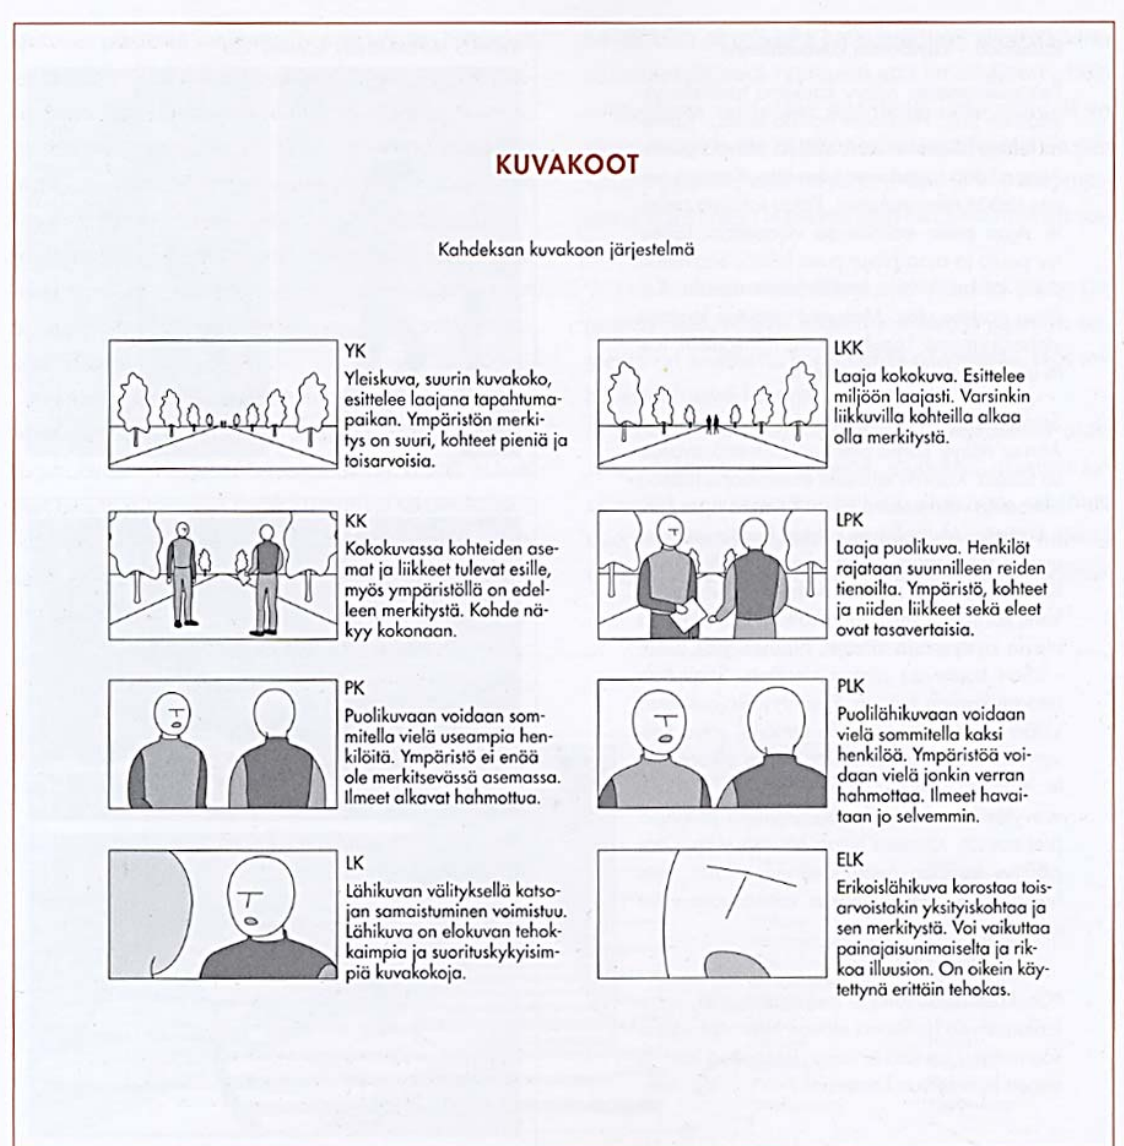 KUVAKOOT
Kahdeksan kuvakoon järjestelmä
YK
Yleiskuva, suurin kuvakoko,
esittelee laajana tapahtuma-
paikan. Ympäristön merki-
tys on suuri, kohteet pieniä ja
toisarvoisia.
LKK
Laaja kokokuva. Esittelee
miljöön laajasti. Varsinkin
liikkuvilla kohteilla alkaa
olla merkitystä.
KK
Kokokuvassa kohteiden ase-
mat ja liikkeet tulevat esille,
myös ympäristöllä on edel-
leen merkitystä. Kohde nä-
kyy kokonaan.
LPK
Laaja puolikuva. Henkilöt
rajataan suunnilleen reiden
tienoilta. Ympäristö, kohteet
ja niiden liikkeet sekä eleet
ovat tasavertaisia.
PK
Puolikuvaan voidaan som-
mitella vielä useampia hen-
kilöitä. Ympäristö ei enää
ole merkitsevässä asemassa.
Ilmeet alkavat hahmottua.
PLK
Puolilähikuvaan voidaan
vielä sommitella kaksi
henkilöä. Ympäristöä voi-
daan vielä jonkin verran
hahmottaa. Ilmeet havai-
taan jo selvemmin.
LK
Lähikuvan välityksellä katso-
jan samaistuminen voimistuu.
Lähikuva on elokuvan tehok-
kaimpia ja suorituskykyisim-
piä kuvakokoja.
ELK
Erikoislähikuva korostaa tois-
arvoistakin yksityiskohtaa ja
sen merkitystä. Voi vaikuttaa
painajaisunimaiselta ja rik-
koa illuusion. On oikein käy-
tettynä erittäin tehokas.